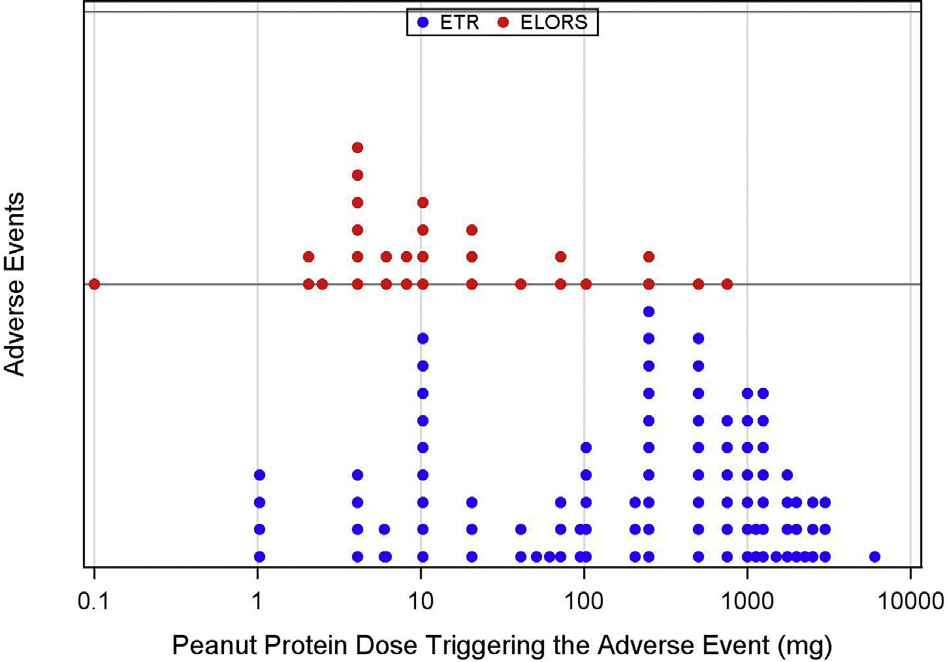 ETR ELORS
Adverse Events
0.1 1 10 100 1000 10000
Peanut Protein Dose Triggering the Adverse Event (mg)